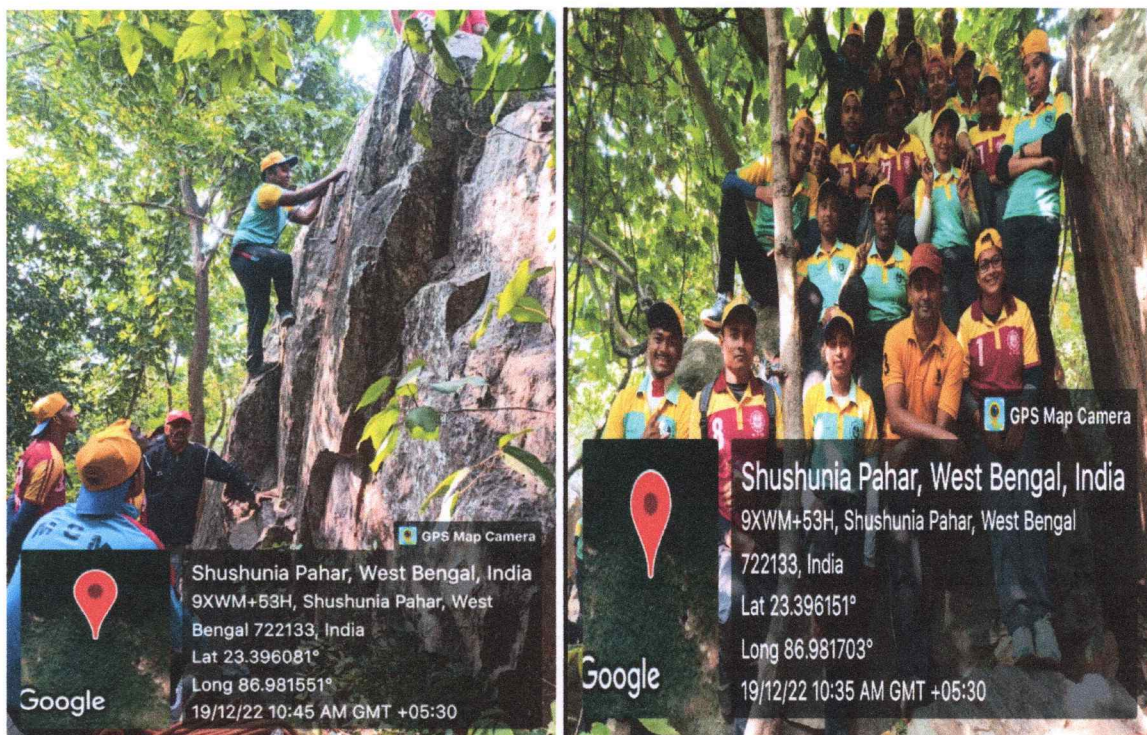 GPS Map Camera
Shushunia Pahar, West Bengal, India
9XWM+53H, Shushunia Pahar, West
Bengal 722133, India
Lat 23.396081°
Long 86.981551°
19/12/22 10:45 AM GMT +05:30
Google
GPS Map Camera
Shushunia Pahar, West Bengal, India
9XWM+53H, Shushunia Pahar, West Bengal
722133, India
Lat 23.396151°
Long 86.981703°
19/12/22 10:35 AM GMT +05:30
Google
8
1